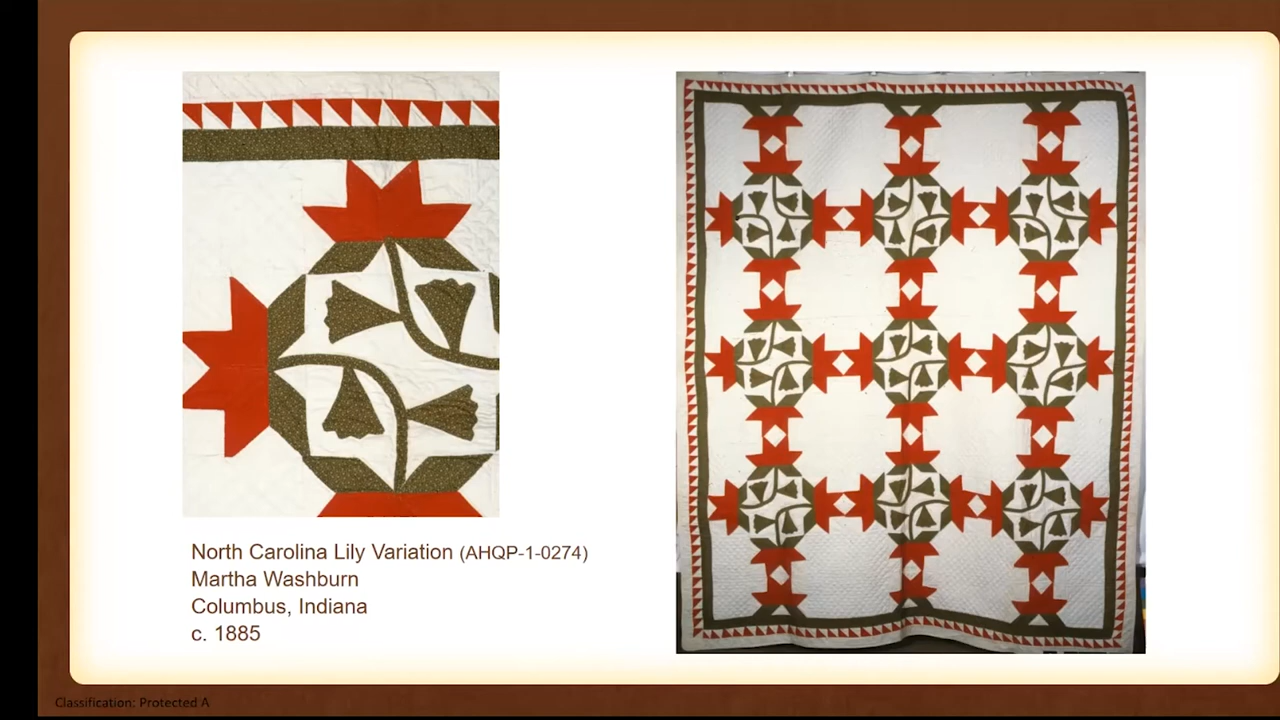 North Carolina Lily Variation (AHQP-1-0274)
Martha Washburn
Columbus, Indiana
c. 1885
Classification: Protected A